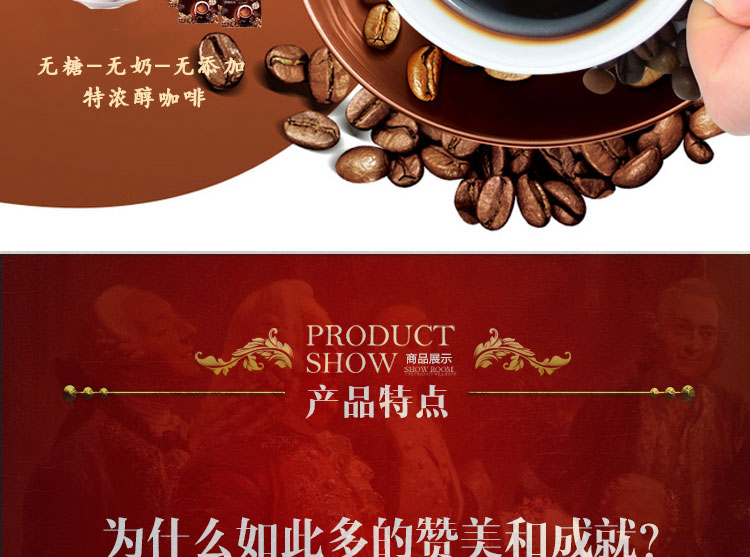 无糖-无奶-无添加
特浓醇咖啡
PRODUCT
SHOW 商品展示
SHOW ROOM
产品特点
为什么如此多的赞美和成就?